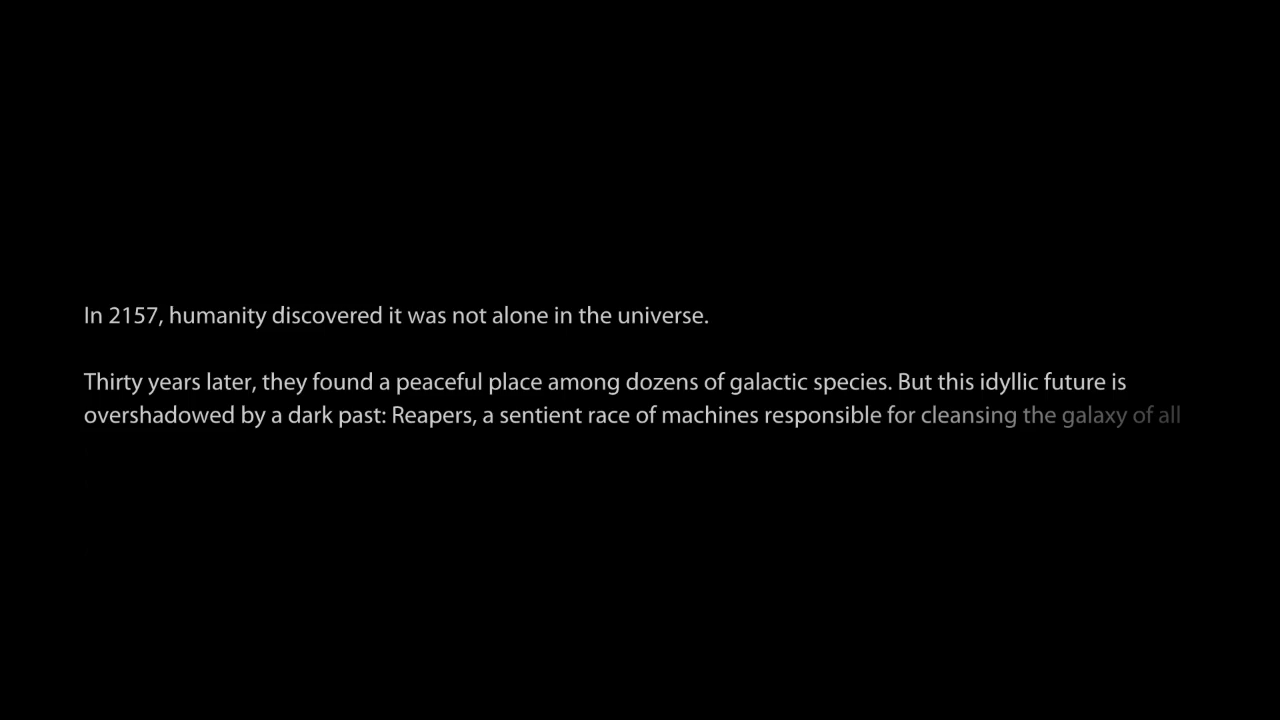 In 2157, humanity discovered it was not alone in the universe.
Thirty years later, they found a peaceful place among dozens of galactic species. But this idyllic future is
overshadowed by a dark past: Reapers, a sentient race of machines responsible for cleansing the galaxy of all